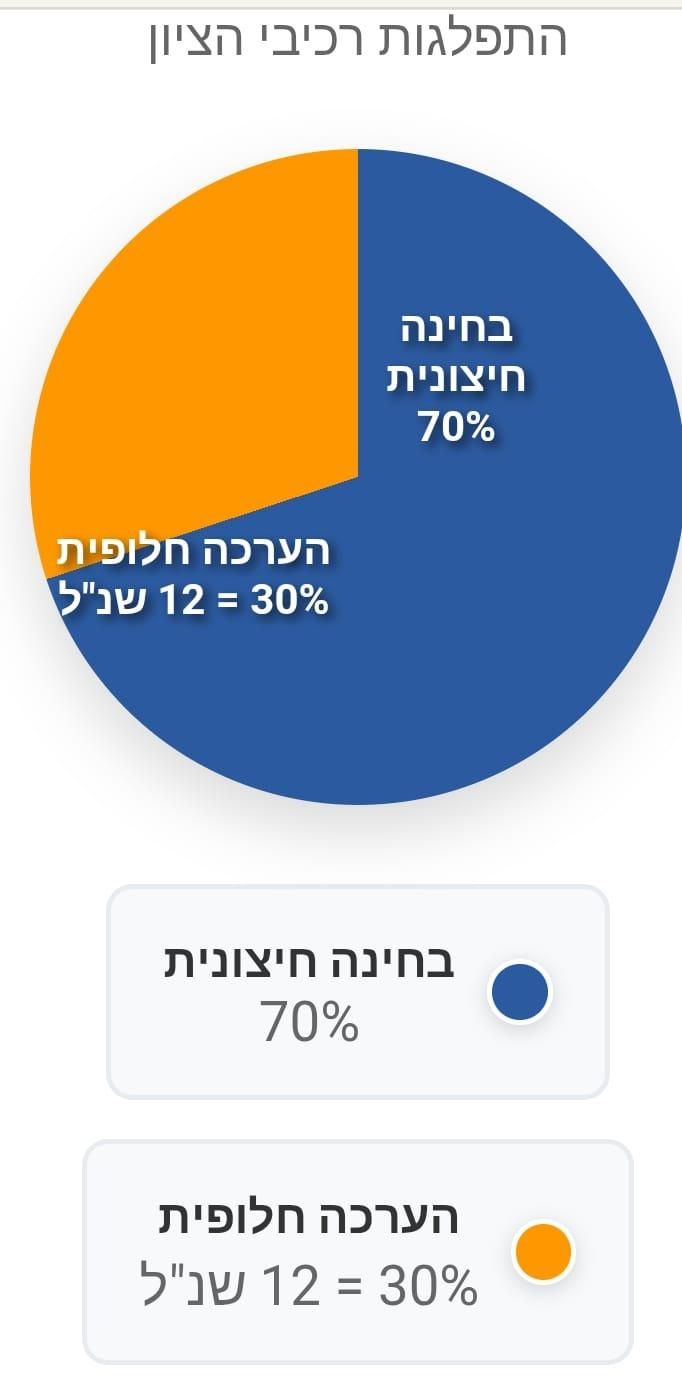 התפלגות רכיבי הציון
בחינה
חיצונית
70%
הערכה חלופית
30% = 12 שנ"ל
בחינה חיצונית
70%
הערכה חלופית
30% = 12 שנ"ל